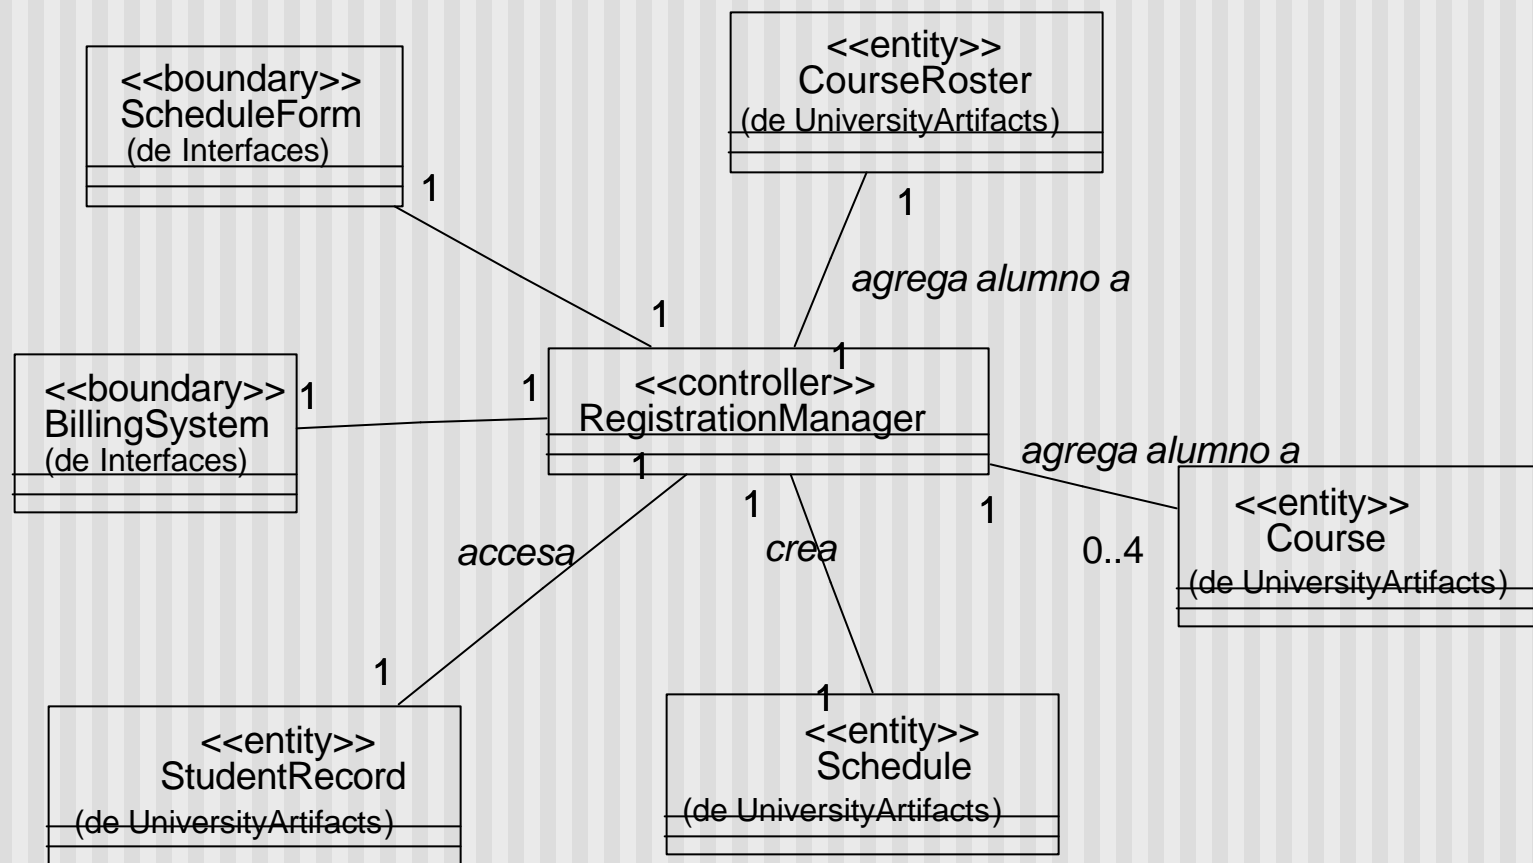 <<entity>>
CourseRoster
(de UniversityArtifacts)
<<boundary>>
ScheduleForm
(de Interfaces)
1
1
agrega alumno a
1
1
<<controller>>
RegistrationManager
<<boundary>>
BillingSystem
(de Interfaces)
1
1
agrega alumno a
1
0..4
<<entity>>
Course
(de UniversityArtifacts)
1
accesa
1
1
crea
1
<<entity>>
StudentRecord
(de UniversityArtifacts)
<<entity>>
Schedule
(de UniversityArtifacts)